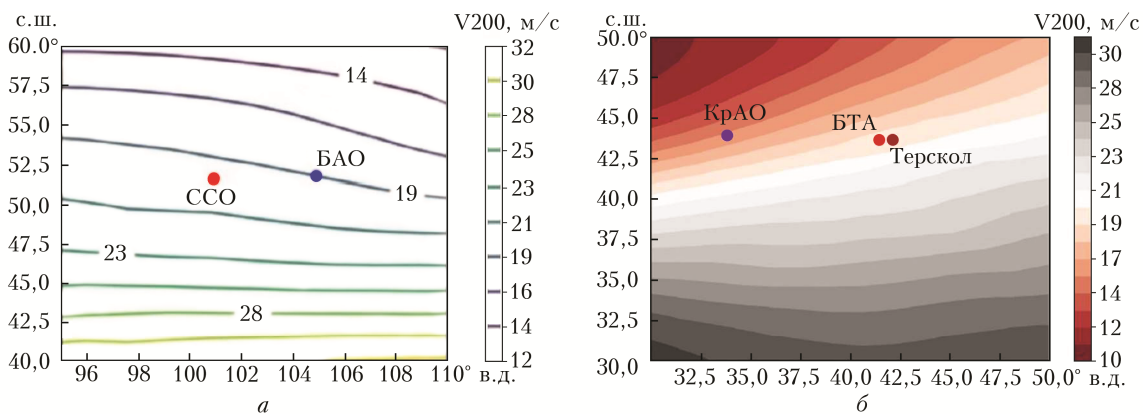 с.ш. V200, м/с
60.0° 32
57,5 30
55,0 28
52,5 25
50,0 23
47,5 21
45,0 19
42,5 16
40,0 14
12
14
БАО
ССО
19
23
28
96 98 100 102 104 106 108 110° в.д.
а
с.ш. V200, м/с
50.0° 30
47.5 28
45.0 26
42.5 23
40.0 21
37.5 19
35.0 17
32.5 14
30.0 12
10
КрАО
БТА
Терскол
32,5 35,0 37,5 40,0 42,5 45,0 47,5 50,0° в.д.
б